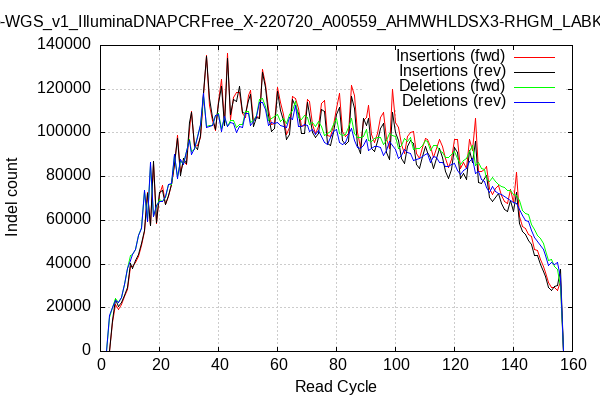 -WGS_v1_IlluminaDNAPCRFree_X-220720_A00559_AHMWHLDSX3-RHGM_LABK
Insertions (fwd)
Insertions (rev)
Deletions (fwd)
Deletions (rev)
140000
120000
100000
80000
60000
40000
20000
0
Indel count
0 20 40 60 80 100 120 140 160
Read Cycle